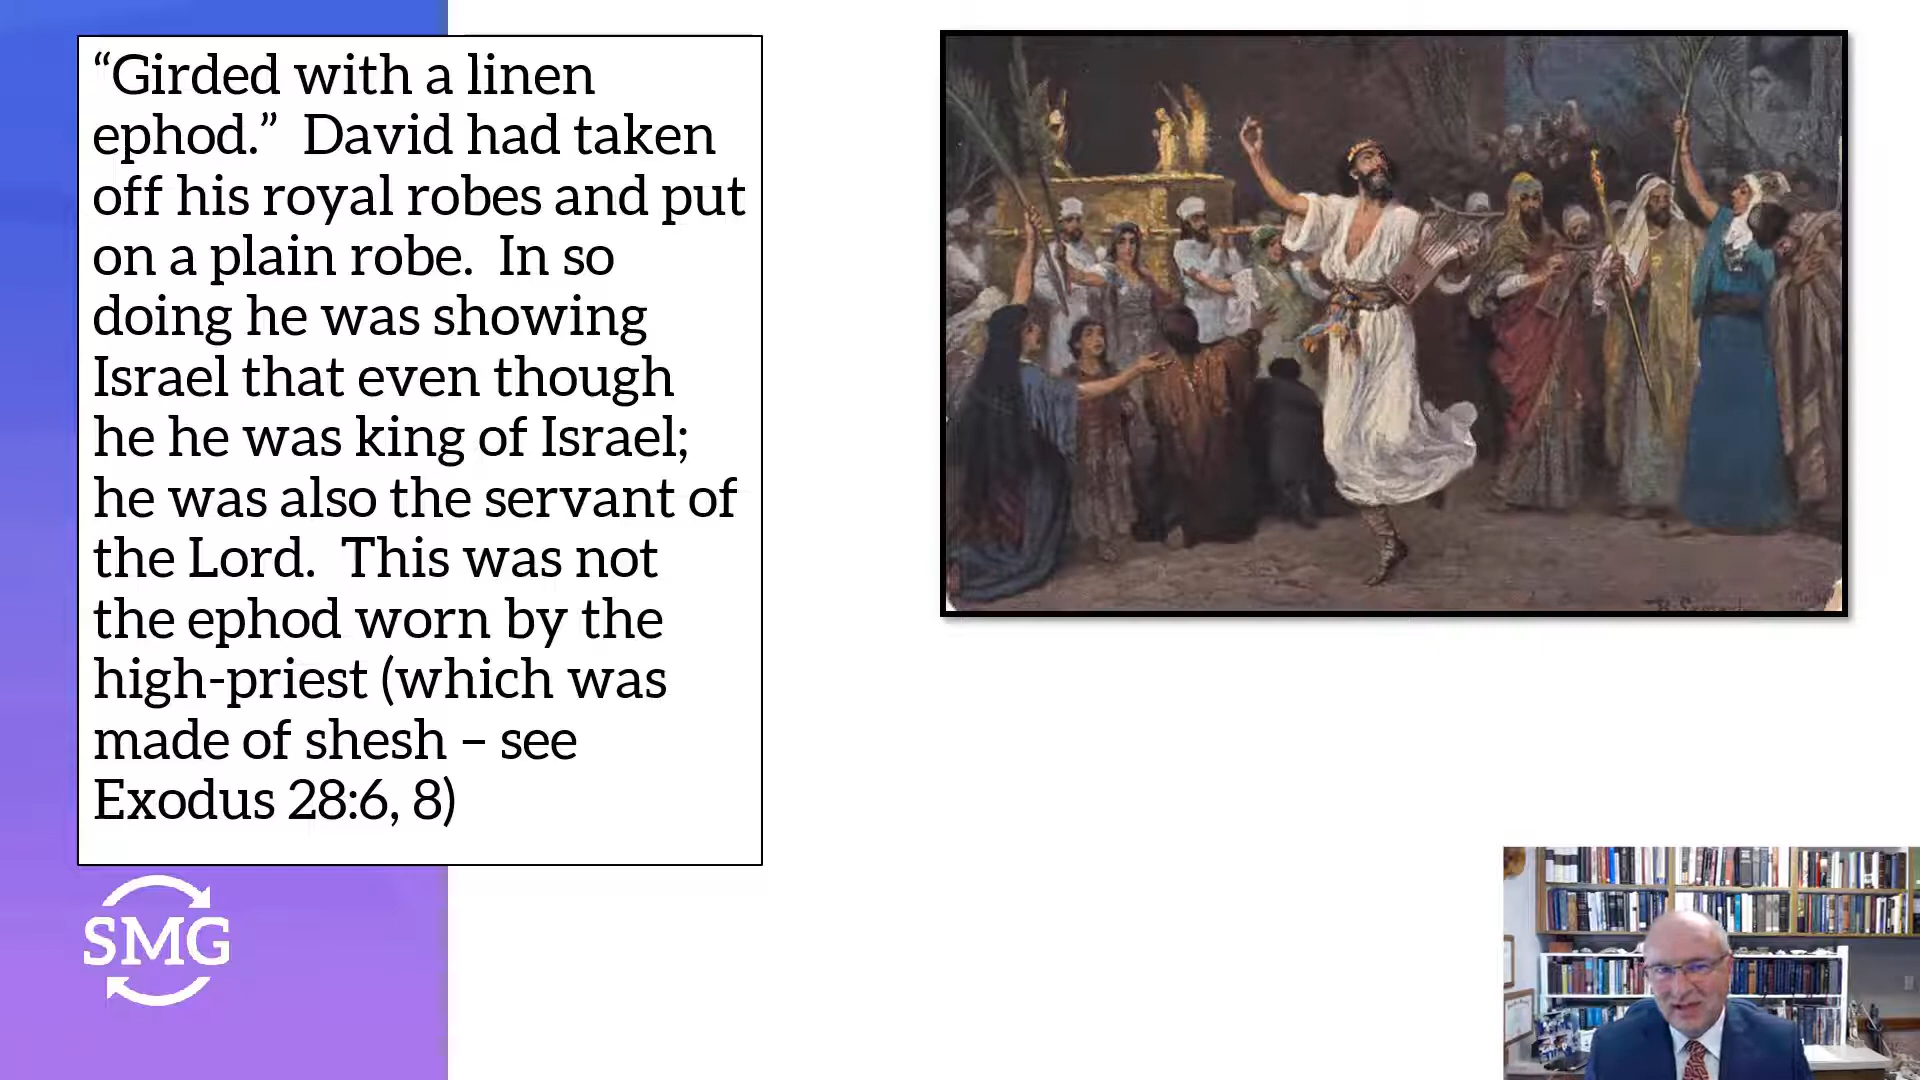 “Girded with a linen
ephod.”  David had taken
off his royal robes and put
on a plain robe.  In so
doing he was showing
Israel that even though
he he was king of Israel;
he was also the servant of
the Lord.  This was not
the ephod worn by the
high-priest (which was
made of shesh – see
Exodus 28:6, 8)
SMG